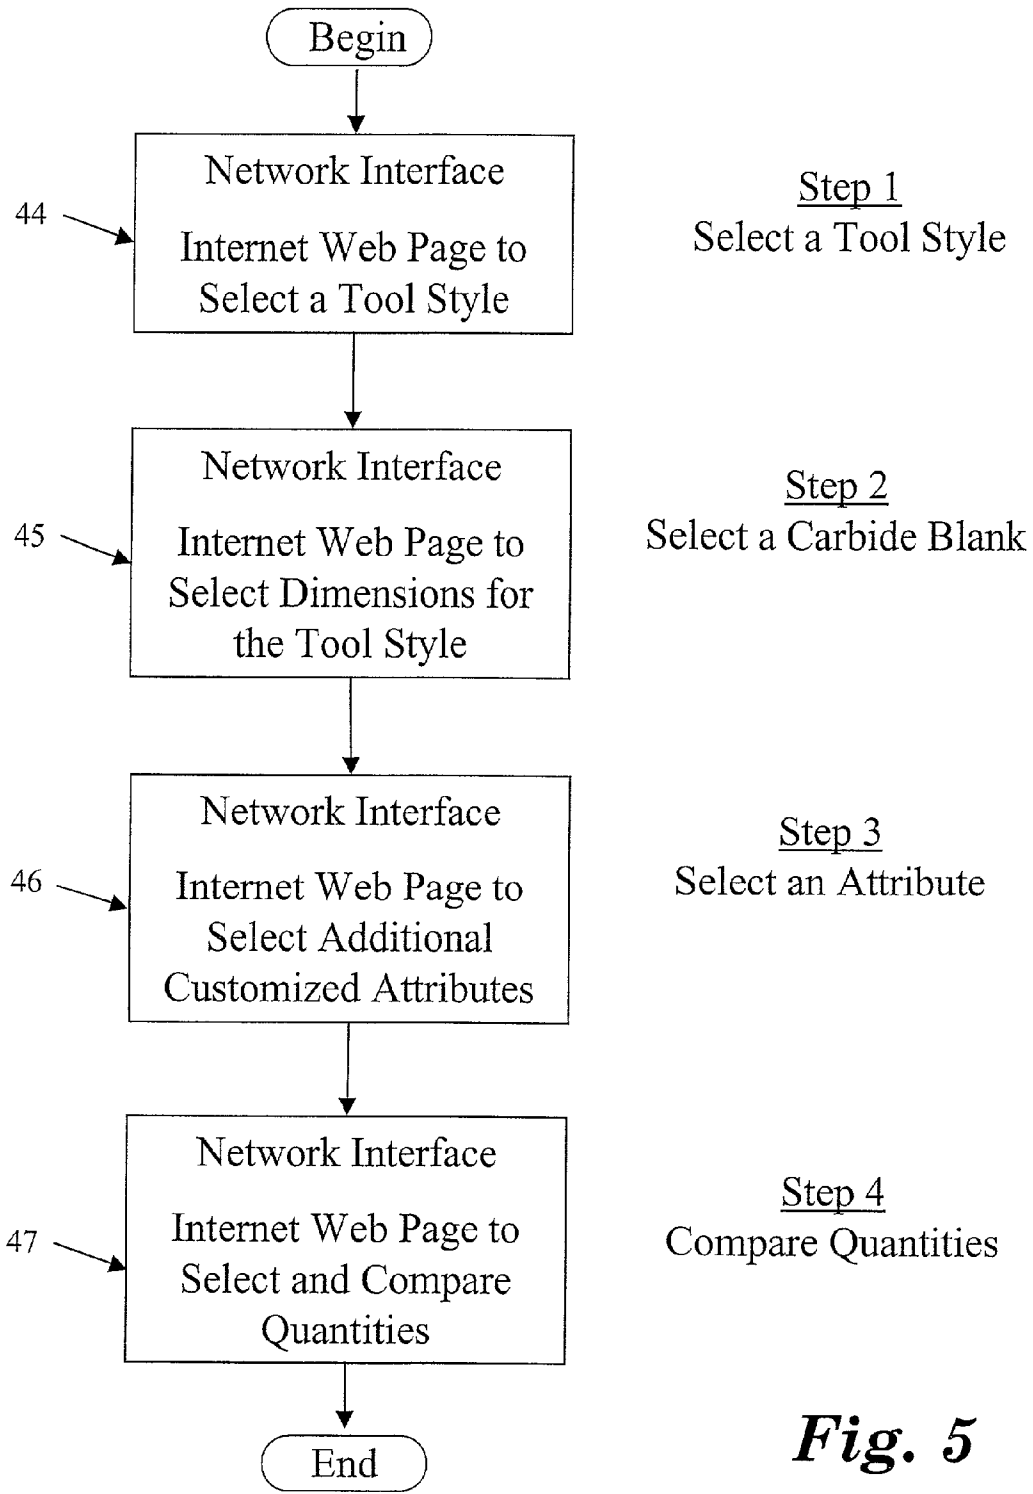 Begin
Network Interface
44
Internet Web Page to
Select a Tool Style
Step 1
Select a Tool Style
Network Interface
45
Internet Web Page to
Select Dimensions for
the Tool Style
Step 2
Select a Carbide Blank
Network Interface
46
Internet Web Page to
Select Additional
Customized Attributes
Step 3
Select an Attribute
Network Interface
47
Internet Web Page to
Select and Compare
Quantities
Step 4
Compare Quantities
End
Fig. 5